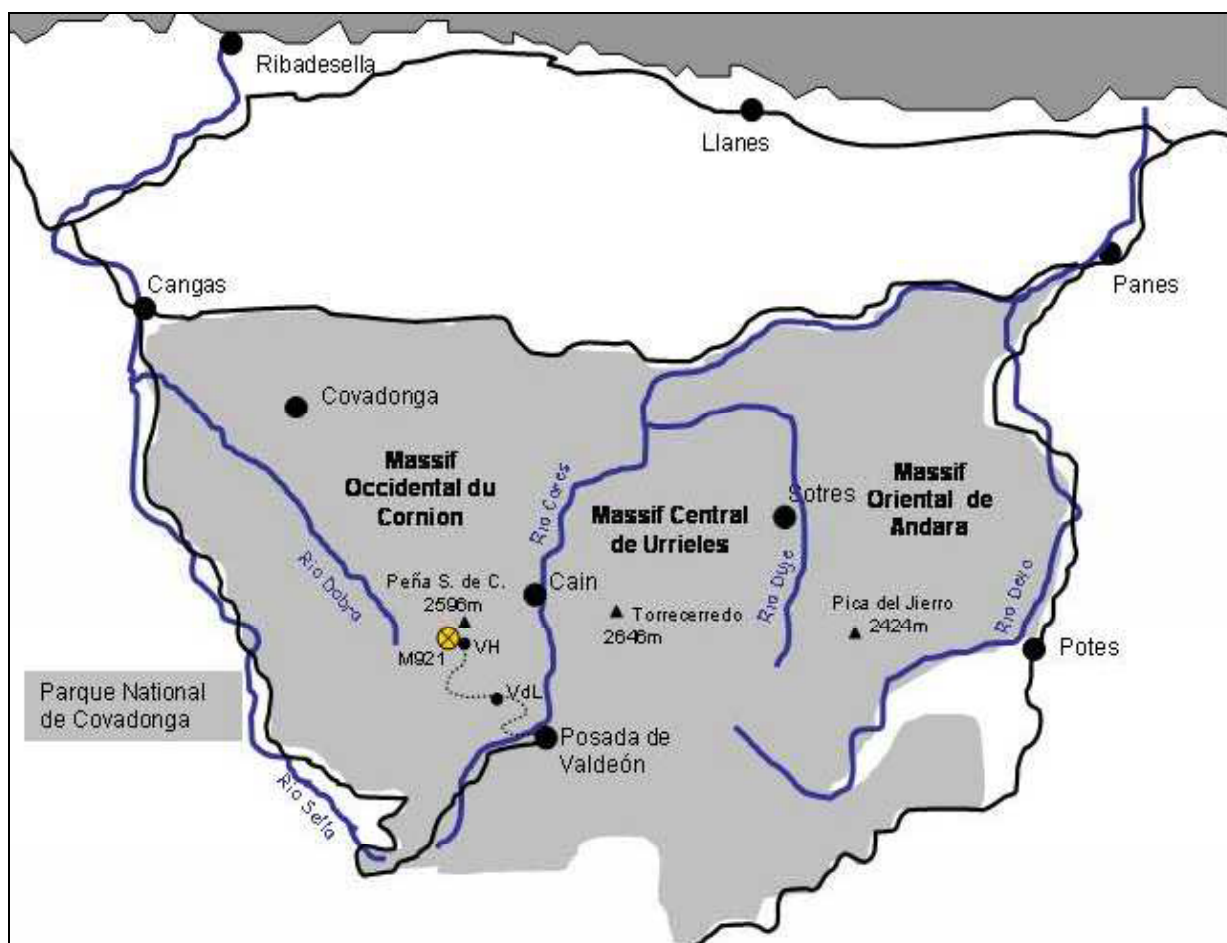 Ribadesella
Llanes
Cangas
Panes
Covadonga
Massif
Occidental du
Cornion
Rio Cares
Massif Central
de Urrieles
Sotres
Massif
Oriental de
Andara
Rio Dobra
Peña S. de C.
2596m
Cain
Torrecerredo
2646m
Rio Duje
Pica del Jierro
2424m
Rio Deva
M921
VH
Potes
VdL
Parque National
de Covadonga
Posada de
Valdeón
Rio Sella